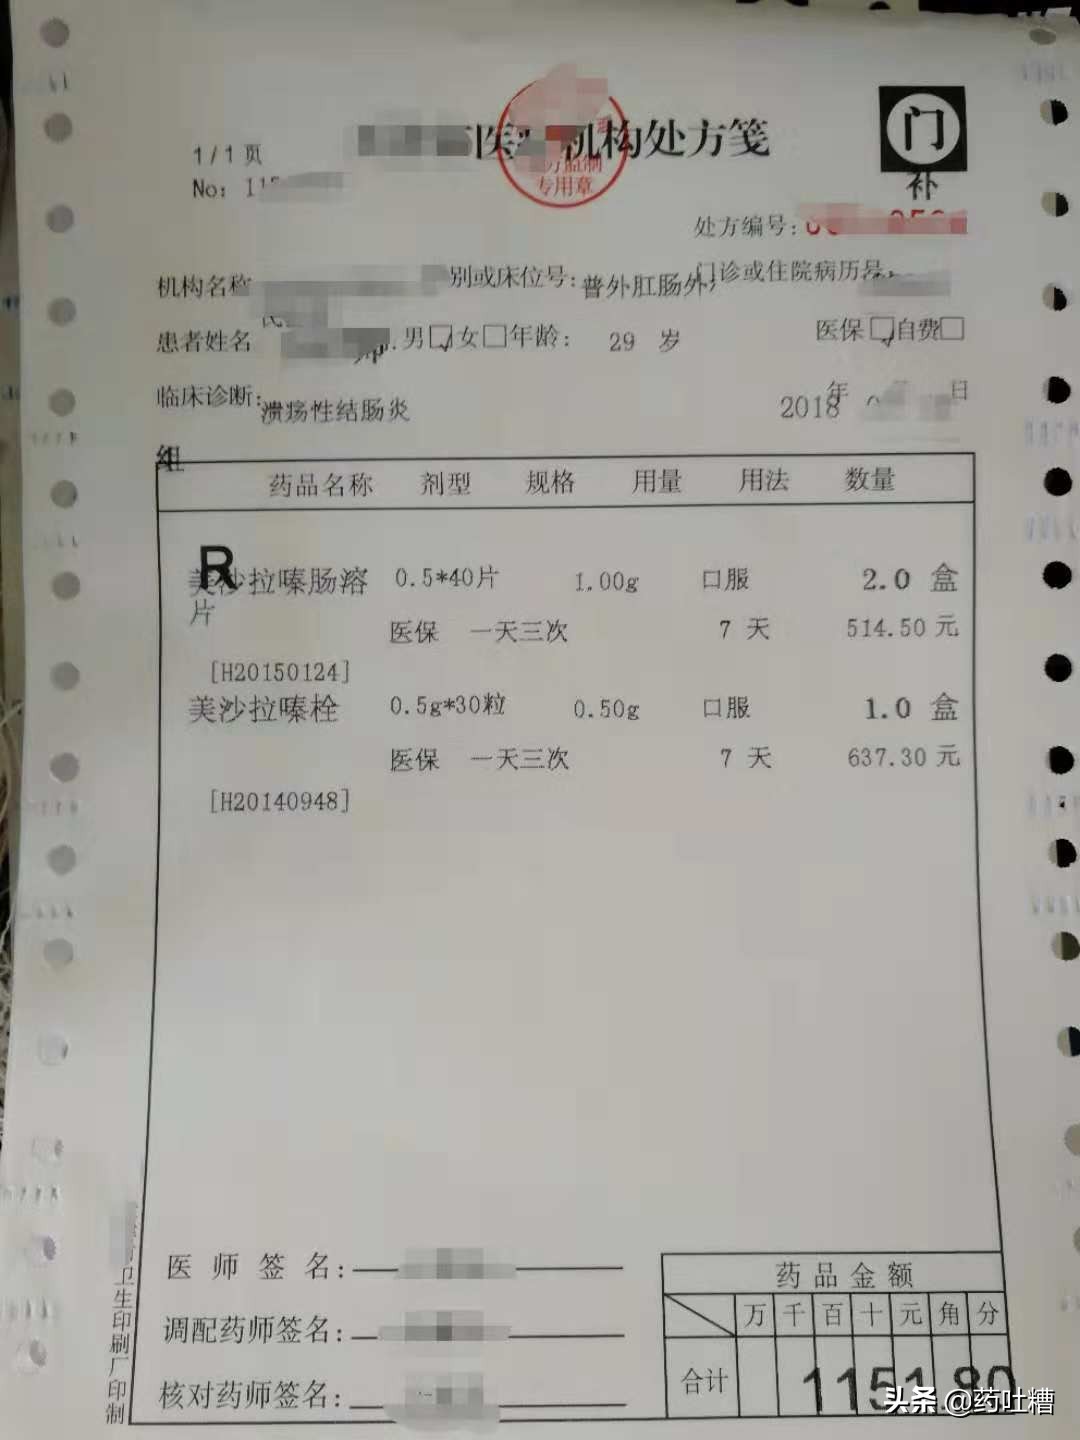 1/1 页
医 机构处方笺
门
补
No:
方监制
专用章
处方编号:
机构名称
别或床位号: 普外肛肠外
门诊或住院病历号
患者姓名
男☑女□年龄: 29 岁
医保☑自费□
临床诊断: 溃疡性结肠炎
2018 年 日
组
药品名称 剂型 规格 用量 用法 数量
R
美沙拉嗪肠溶 0.5*40片 1.00g 口服 2.0 盒
片
医保 一天三次 7 天 514.50 元
[H20150124]
美沙拉嗪栓 0.5g*30粒 0.50g 口服 1.0 盒
医保 一天三次 7 天 637.30 元
[H20140948]
医师签名:
调配药师签名:
核对药师签名:
药品金额
万 千 百 十 元 角 分
合计 1151.80
卫生印刷厂印制
头条 @药吐槽